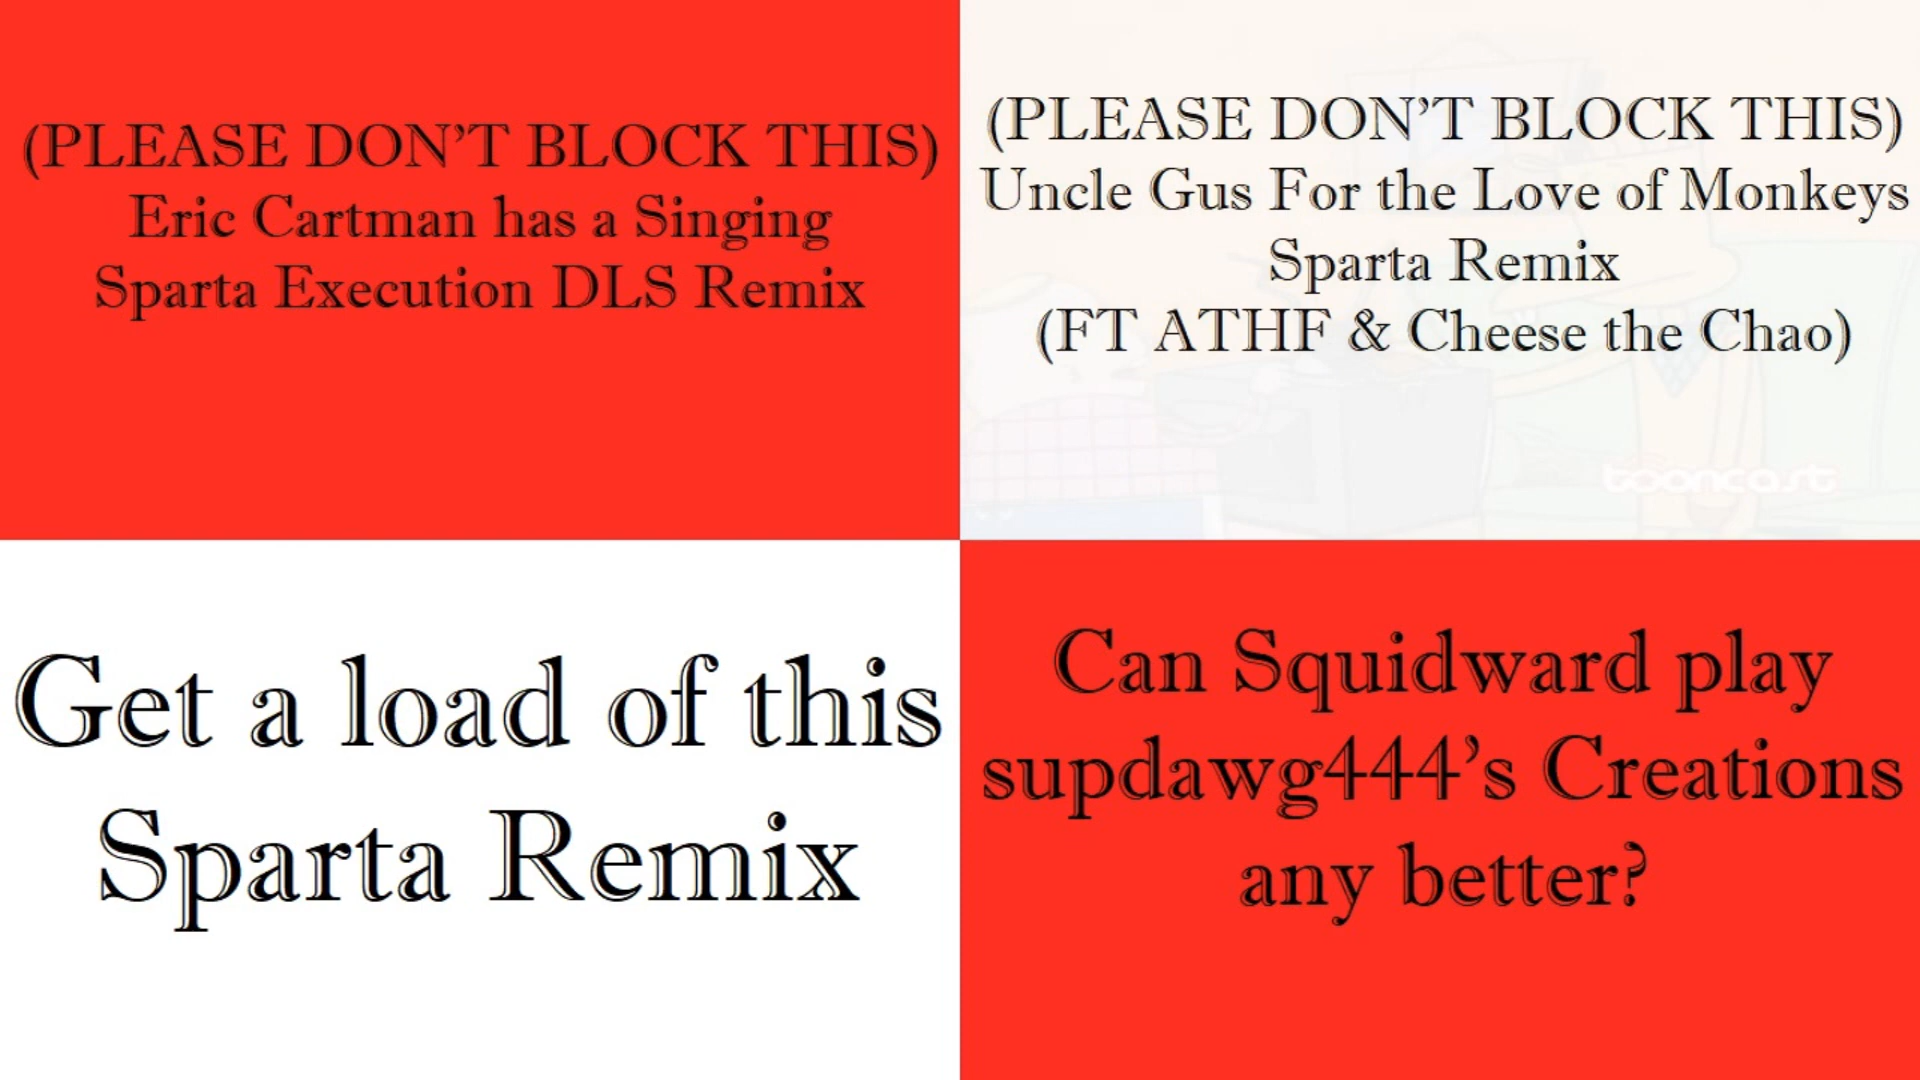 (PLEASE DON'T BLOCK THIS)
Eric Cartman has a Singing
Sparta Execution DLS Remix
(PLEASE DON'T BLOCK THIS)
Uncle Gus For the Love of Monkeys
Sparta Remix
(FT ATHF & Cheese the Chao)
tooncast
Get a load of this
Sparta Remix
Can Squidward play
supdawg444's Creations
any better?